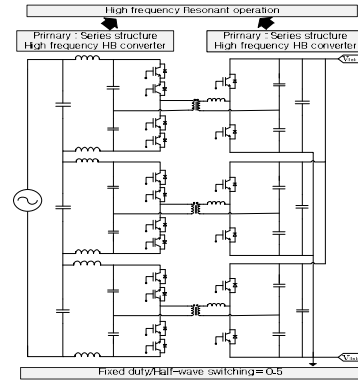 High frequency Resonant operation
Primary : Series structure
High frequency HB converter
Primary : Series structure
High frequency HB converter
Fixed duty/Half-wave switching=0.5